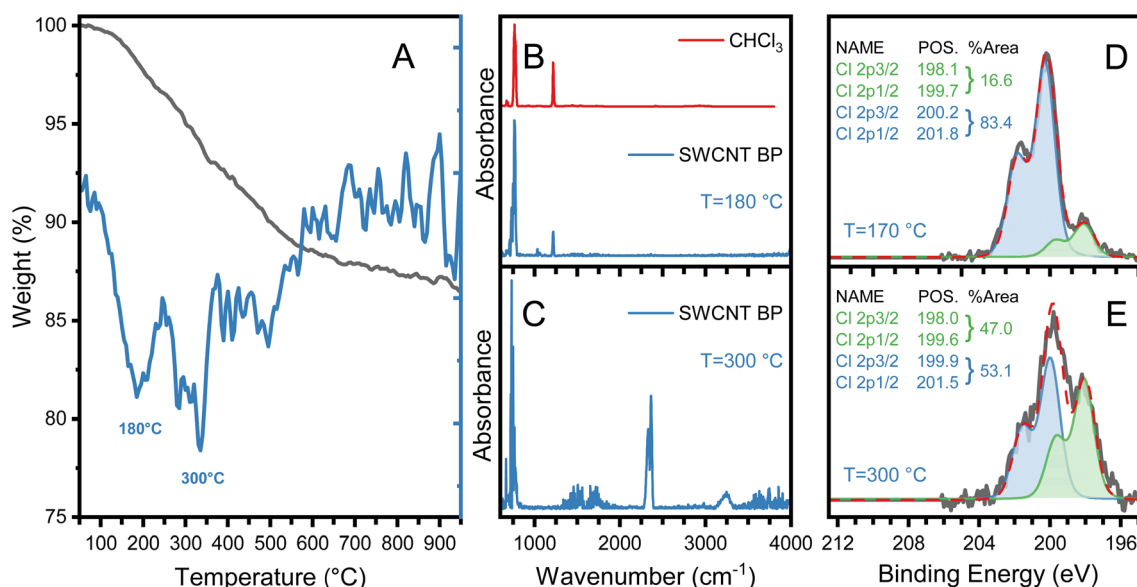 A
100
95
90
85
80
75
Weight (%)
180°C
300°C
100 200 300 400 500 600 700 800 900
Temperature (°C)
B
CHCl3
SWCNT BP
T=180 °C
Absorbance
C
SWCNT BP
T=300 °C
Absorbance
1000 2000 3000 4000
Wavenumber (cm-1)
D
NAME POS. %Area
Cl 2p3/2 198.1
16.6
Cl 2p1/2 199.7
Cl 2p3/2 200.2
83.4
Cl 2p1/2 201.8
T=170 °C
E
NAME POS. %Area
Cl 2p3/2 198.0
47.0
Cl 2p1/2 199.6
Cl 2p3/2 199.9
53.1
Cl 2p1/2 201.5
T=300 °C
212 208 204 200 196
Binding Energy (eV)